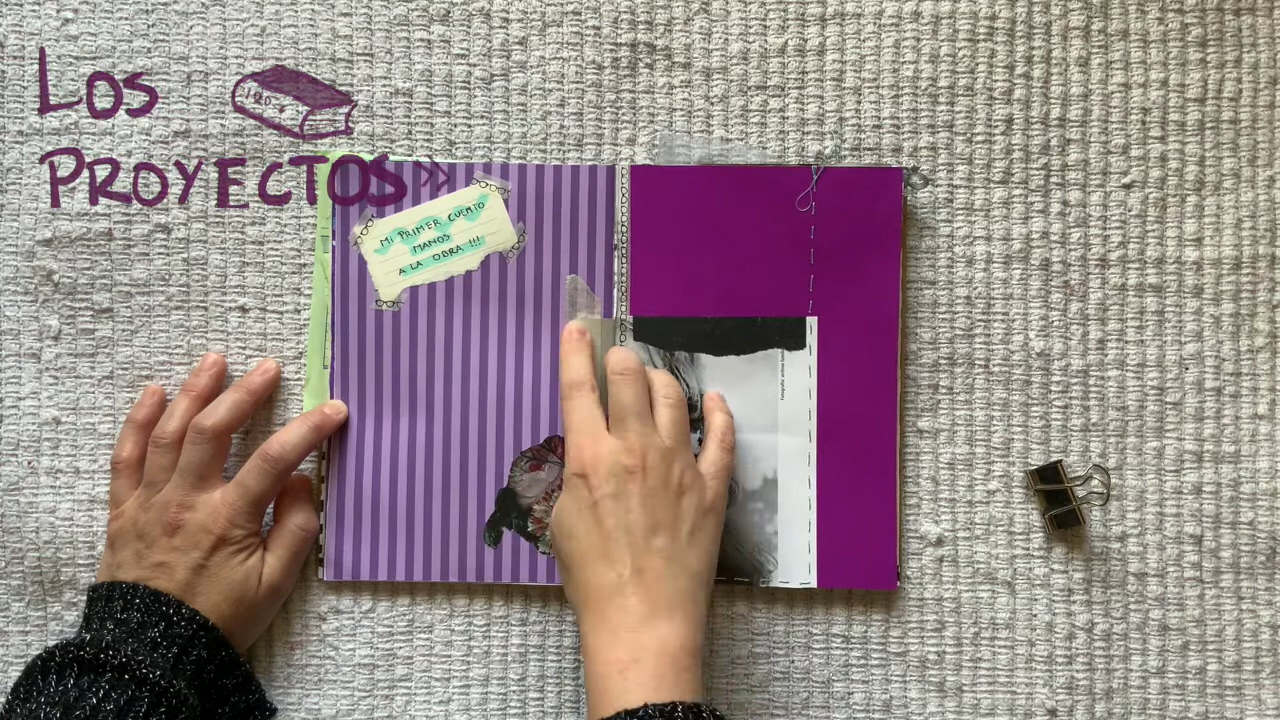 LOS
PROYECTOS»
MI PRIMER CUENTO
MANOS
A LA OBRA !!!